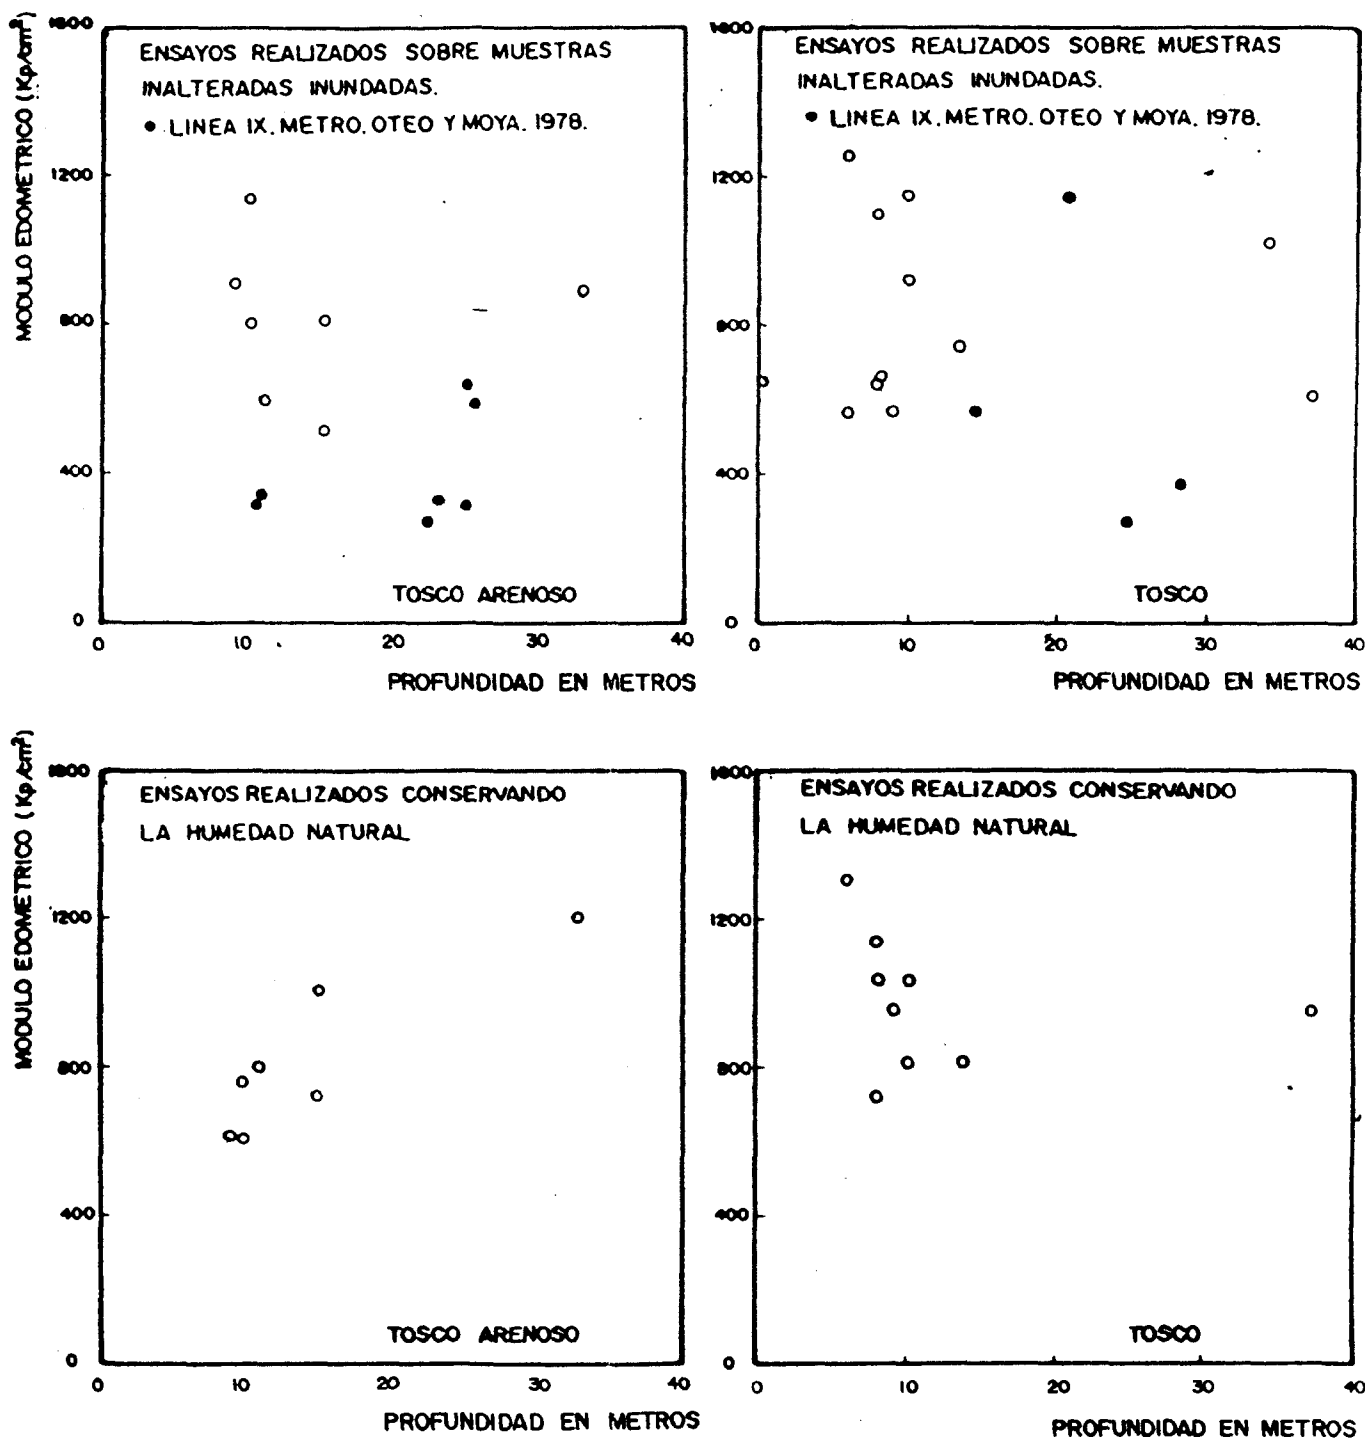 MODULO EDOMETRICO (Kp/cm²)
1600
1200
800
400
0
ENSAYOS REALIZADOS SOBRE MUESTRAS
INALTERADAS INUNDADAS.
• LINEA IX. METRO. OTEO Y MOYA. 1978.
TOSCO ARENOSO
0 10 20 30 40
PROFUNDIDAD EN METROS
1600
1200
800
400
0
ENSAYOS REALIZADOS SOBRE MUESTRAS
INALTERADAS INUNDADAS.
• LINEA IX. METRO. OTEO Y MOYA. 1978.
TOSCO
0 10 20 30 40
PROFUNDIDAD EN METROS
MODULO EDOMETRICO (Kp/cm²)
1600
1200
800
400
0
ENSAYOS REALIZADOS CONSERVANDO
LA HUMEDAD NATURAL
TOSCO ARENOSO
0 10 20 30 40
PROFUNDIDAD EN METROS
1600
1200
800
400
0
ENSAYOS REALIZADOS CONSERVANDO
LA HUMEDAD NATURAL
TOSCO
0 10 20 30 40
PROFUNDIDAD EN METROS